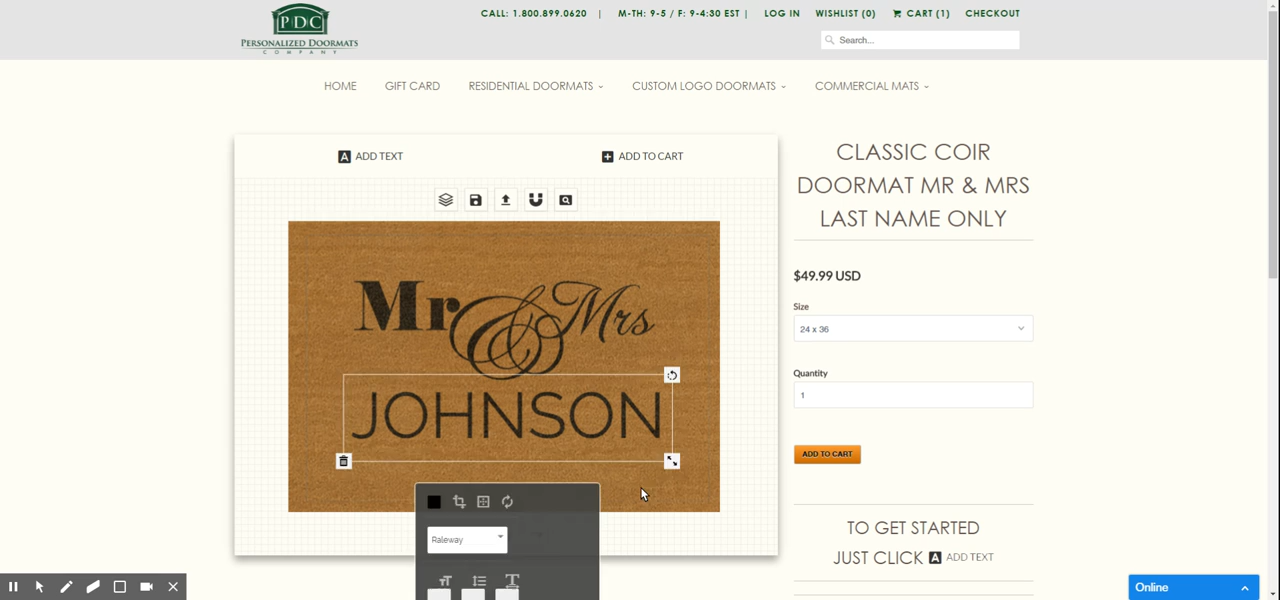 CALL: 1.800.899.0620 | M-TH: 9-5 / F: 9-4:30 EST | LOG IN WISHLIST (0) CART (1) CHECKOUT
PDC
PERSONALIZED DOORMATS
COMPANY
Search...
HOME GIFT CARD RESIDENTIAL DOORMATS CUSTOM LOGO DOORMATS COMMERCIAL MATS
A ADD TEXT ADD TO CART
CLASSIC COIR
DOORMAT MR & MRS
LAST NAME ONLY
$49.99 USD
Size
24 x 36
Quantity
1
ADD TO CART
Mr & Mrs
JOHNSON
Raleway
TO GET STARTED
JUST CLICK A ADD TEXT
Online